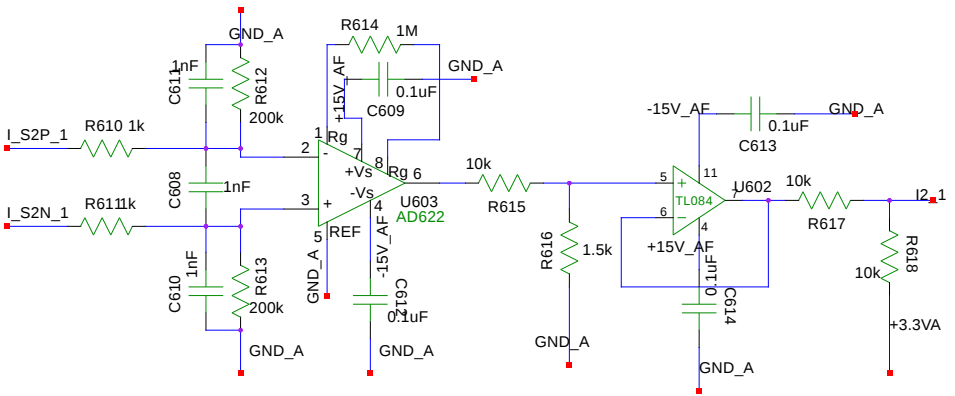 GND_A
C611
1nF
R612
200k
R614
1M
+15V_AF
C609
0.1uF
GND_A
I_S2P_1
R610 1k
C608
1nF
I_S2N_1
R611
1k
1
Rg
2
-
7
+Vs
8
Rg
6
3
+
-Vs
4
U603
AD622
5
REF
C610
1nF
R613
200k
GND_A
GND_A
-15V_AF
C612
0.1uF
GND_A
10k
R615
R616
1.5k
GND_A
-15V_AF
C613
0.1uF
GND_A
5
+
11
TL084
7
U602
6
-
4
+15V_AF
0.1uF
C614
GND_A
10k
R617
I2_1
R618
10k
+3.3VA